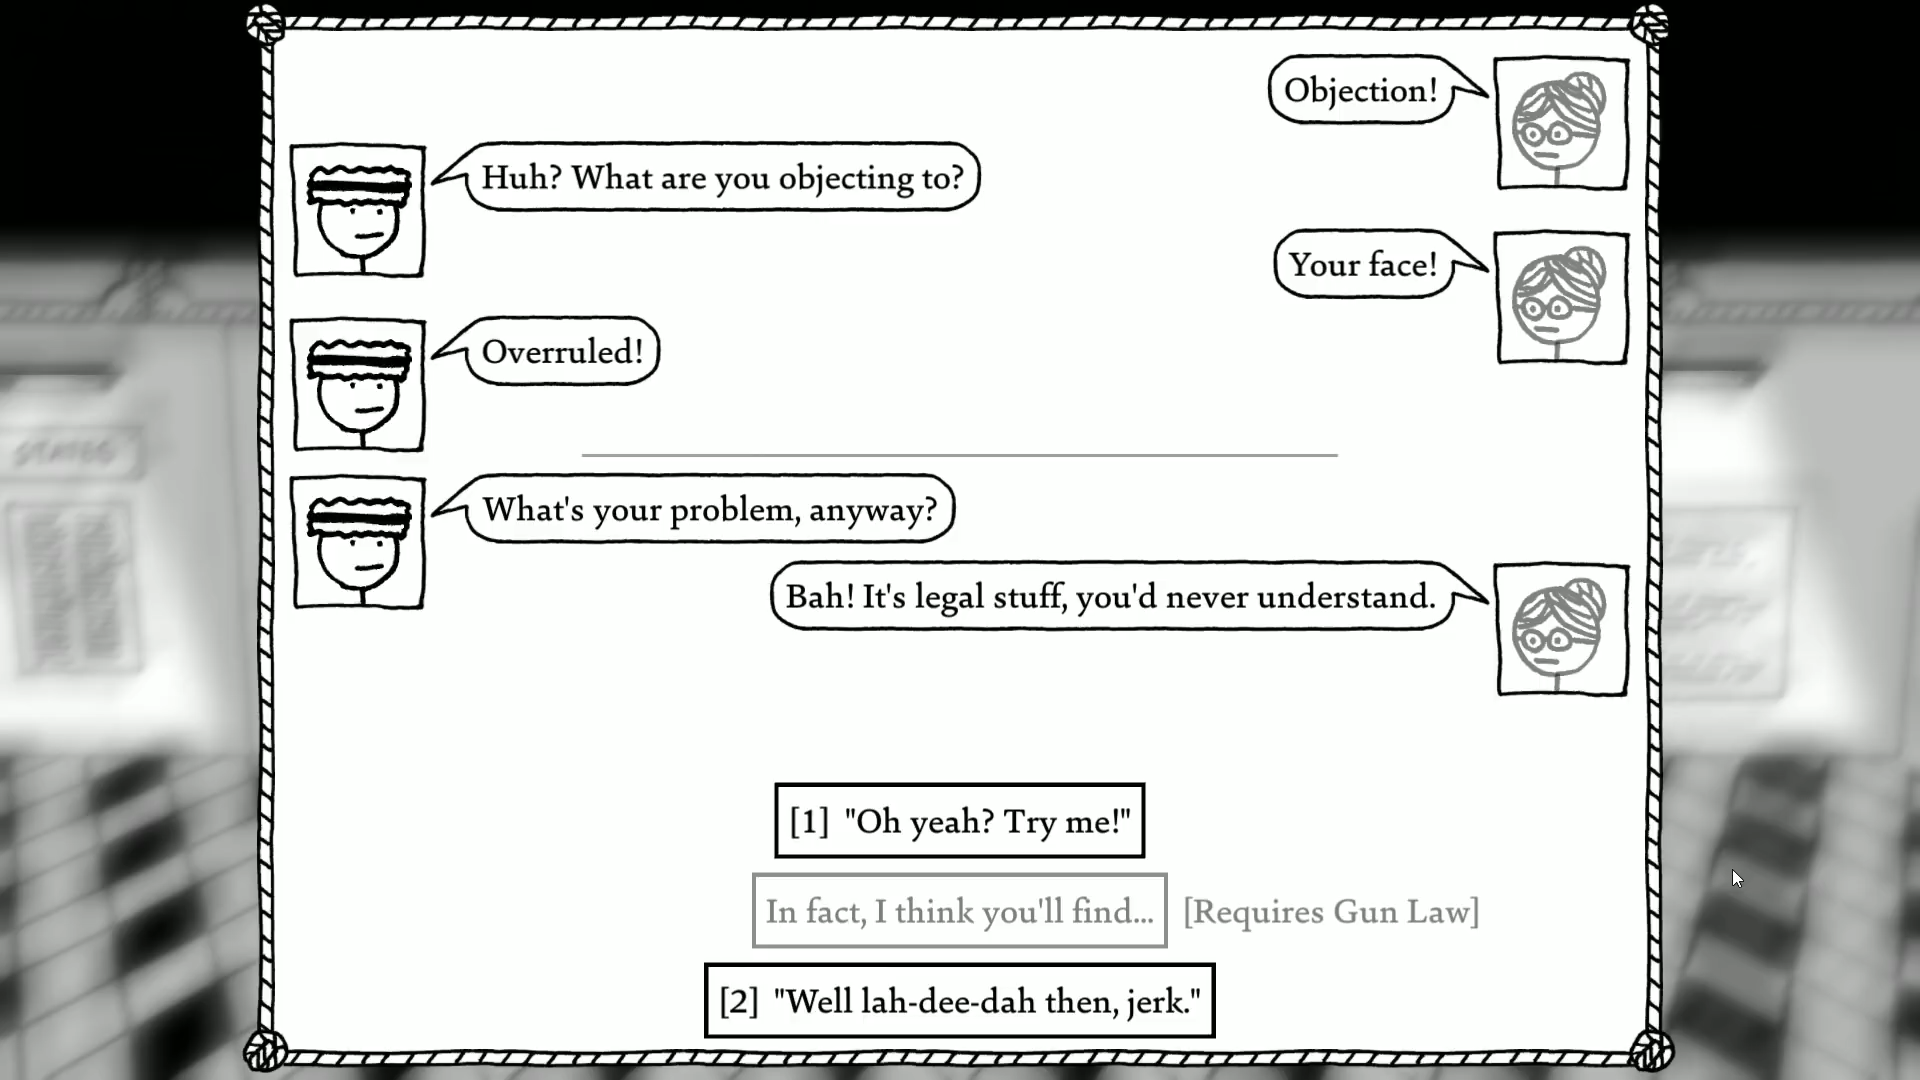 Objection!
Huh? What are you objecting to?
Your face!
Overruled!
What's your problem, anyway?
Bah! It's legal stuff, you'd never understand.
[1] "Oh yeah? Try me!"
In fact, I think you'll find... [Requires Gun Law]
[2] "Well lah-dee-dah then, jerk."
STATES